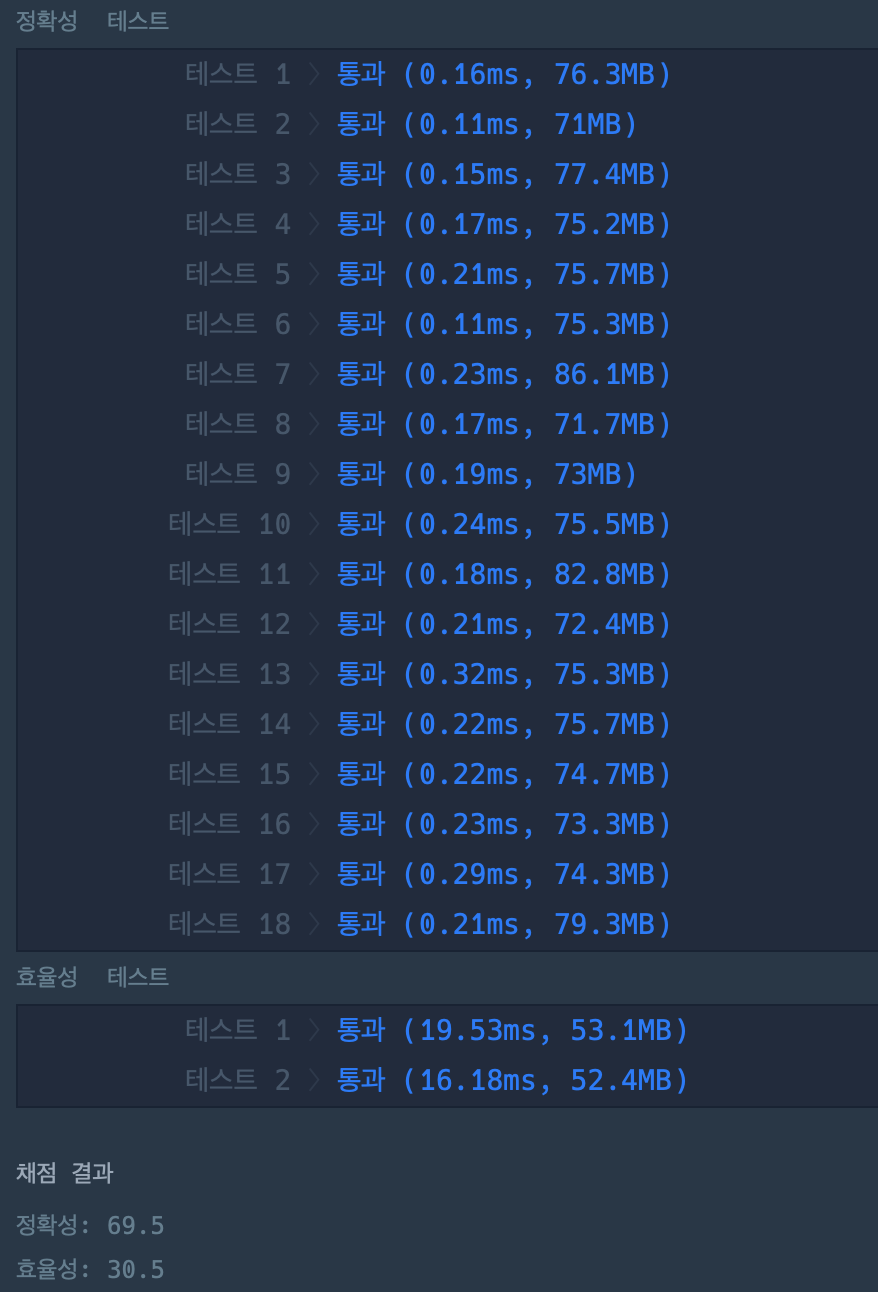 정확성 테스트
테스트 1 〉 통과 (0.16ms, 76.3MB)
테스트 2 〉 통과 (0.11ms, 71MB)
테스트 3 〉 통과 (0.15ms, 77.4MB)
테스트 4 〉 통과 (0.17ms, 75.2MB)
테스트 5 〉 통과 (0.21ms, 75.7MB)
테스트 6 〉 통과 (0.11ms, 75.3MB)
테스트 7 〉 통과 (0.23ms, 86.1MB)
테스트 8 〉 통과 (0.17ms, 71.7MB)
테스트 9 〉 통과 (0.19ms, 73MB)
테스트 10 〉 통과 (0.24ms, 75.5MB)
테스트 11 〉 통과 (0.18ms, 82.8MB)
테스트 12 〉 통과 (0.21ms, 72.4MB)
테스트 13 〉 통과 (0.32ms, 75.3MB)
테스트 14 〉 통과 (0.22ms, 75.7MB)
테스트 15 〉 통과 (0.22ms, 74.7MB)
테스트 16 〉 통과 (0.23ms, 73.3MB)
테스트 17 〉 통과 (0.29ms, 74.3MB)
테스트 18 〉 통과 (0.21ms, 79.3MB)
효율성 테스트
테스트 1 〉 통과 (19.53ms, 53.1MB)
테스트 2 〉 통과 (16.18ms, 52.4MB)
채점 결과
정확성: 69.5
효율성: 30.5